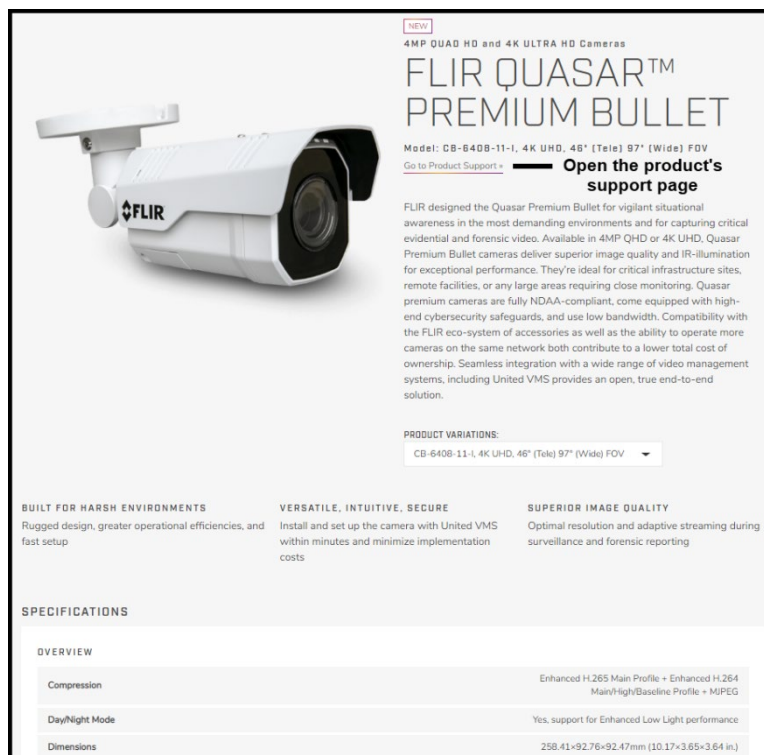 NEW
4MP QUAD HD and 4K ULTRA HD Cameras
FLIR QUASAR™
PREMIUM BULLET
Model: CB-6408-11-I, 4K UHD, 46° (Tele) 97° (Wide) FOV
Go to Product Support »
Open the product's
support page
FLIR
FLIR designed the Quasar Premium Bullet for vigilant situational
awareness in the most demanding environments and for capturing critical
evidential and forensic video. Available in 4MP QHD or 4K UHD, Quasar
Premium Bullet cameras deliver superior image quality and IR-illumination
for exceptional performance. They're ideal for critical infrastructure sites,
remote facilities, or any large areas requiring close monitoring. Quasar
premium cameras are fully NDAA-compliant, come equipped with high-
end cybersecurity safeguards, and use low bandwidth. Compatibility with
the FLIR eco-system of accessories as well as the ability to operate more
cameras on the same network both contribute to a lower total cost of
ownership. Seamless integration with a wide range of video management
systems, including United VMS provides an open, true end-to-end
solution.
PRODUCT VARIATIONS:
CB-6408-11-I, 4K UHD, 46° (Tele) 97° (Wide) FOV
BUILT FOR HARSH ENVIRONMENTS
Rugged design, greater operational efficiencies, and
fast setup
VERSATILE, INTUITIVE, SECURE
Install and set up the camera with United VMS
within minutes and minimize implementation
costs
SUPERIOR IMAGE QUALITY
Optimal resolution and adaptive streaming during
surveillance and forensic reporting
SPECIFICATIONS
OVERVIEW
Compression
Enhanced H.265 Main Profile + Enhanced H.264
Main/High/Baseline Profile + MJPEG
Day/Night Mode
Yes, support for Enhanced Low Light performance
Dimensions
258.41×92.76×92.47mm (10.17×3.65×3.64 in.)